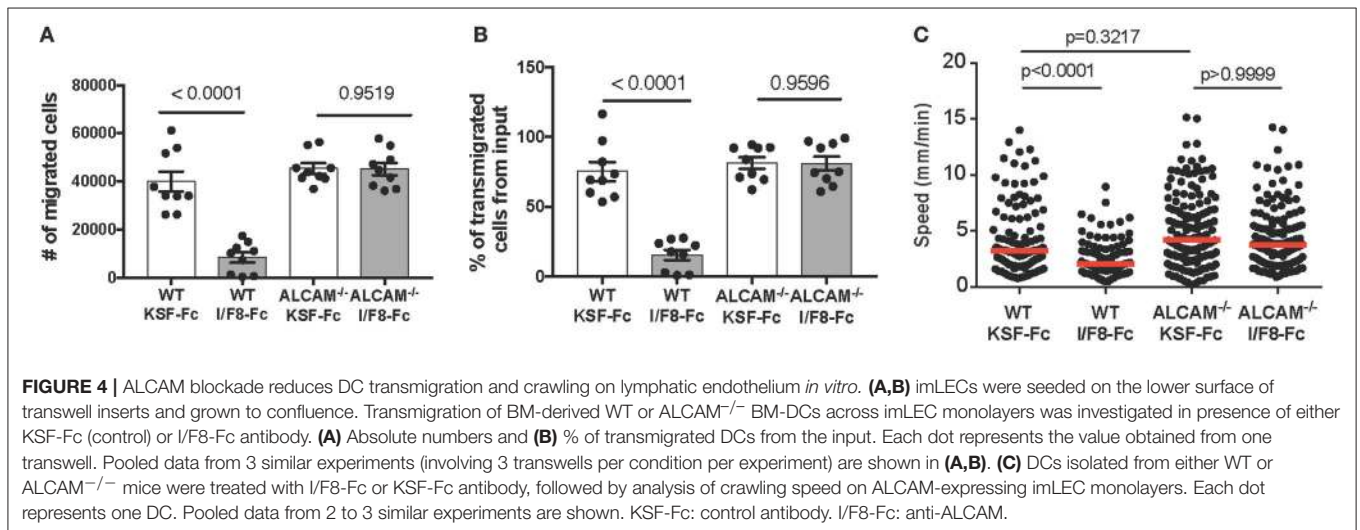 A
# of migrated cells
80000
60000
40000
20000
0
< 0.0001
0.9519
WT
KSF-Fc
WT
I/F8-Fc
ALCAM-/-
KSF-Fc
ALCAM-/-
I/F8-Fc
B
% of transmigrated
cells from input
150
100
50
0
< 0.0001
0.9596
WT
KSF-Fc
WT
I/F8-Fc
ALCAM-/-
KSF-Fc
ALCAM-/-
I/F8-Fc
C
Speed (mm/min)
20
15
10
5
0
p=0.3217
p<0.0001
p>0.9999
WT
KSF-Fc
WT
I/F8-Fc
ALCAM-/-
KSF-Fc
ALCAM-/-
I/F8-Fc
FIGURE 4 | ALCAM blockade reduces DC transmigration and crawling on lymphatic endothelium in vitro. (A,B) imLECs were seeded on the lower surface of
transwell inserts and grown to confluence. Transmigration of BM-derived WT or ALCAM−/− BM-DCs across imLEC monolayers was investigated in presence of either
KSF-Fc (control) or I/F8-Fc antibody. (A) Absolute numbers and (B) % of transmigrated DCs from the input. Each dot represents the value obtained from one
transwell. Pooled data from 3 similar experiments (involving 3 transwells per condition per experiment) are shown in (A,B). (C) DCs isolated from either WT or
ALCAM−/− mice were treated with I/F8-Fc or KSF-Fc antibody, followed by analysis of crawling speed on ALCAM-expressing imLEC monolayers. Each dot
represents one DC. Pooled data from 2 to 3 similar experiments are shown. KSF-Fc: control antibody. I/F8-Fc: anti-ALCAM.